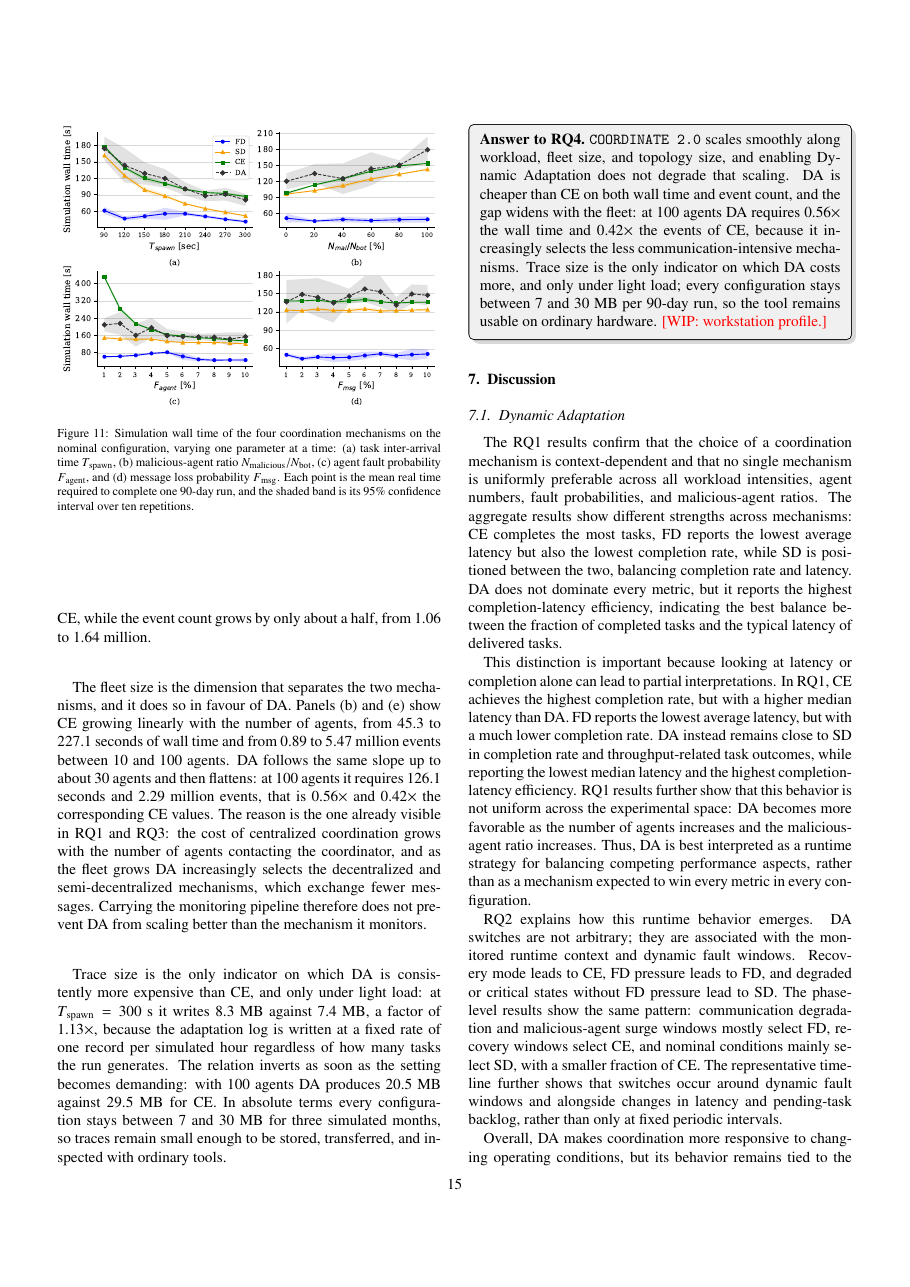 Simulation wall time [s]
180
150
120
90
60
FD
SD
CE
DA
90 120 150 180 210 240 270 300
Tspawn [sec]
(a)
210
180
150
120
90
60
0 20 40 60 80 100
Nmal/Nbot [%]
(b)
Simulation wall time [s]
400
320
240
160
80
1 2 3 4 5 6 7 8 9 10
Fagent [%]
(c)
180
150
120
90
60
1 2 3 4 5 6 7 8 9 10
Fmsg [%]
(d)
Figure 11: Simulation wall time of the four coordination mechanisms on the
nominal configuration, varying one parameter at a time: (a) task inter-arrival
time Tspawn, (b) malicious-agent ratio Nmalicious/Nbot, (c) agent fault probability
Fagent, and (d) message loss probability Fmsg. Each point is the mean real time
required to complete one 90-day run, and the shaded band is its 95% confidence
interval over ten repetitions.
CE, while the event count grows by only about a half, from 1.06
to 1.64 million.
The fleet size is the dimension that separates the two mecha-
nisms, and it does so in favour of DA. Panels (b) and (e) show
CE growing linearly with the number of agents, from 45.3 to
227.1 seconds of wall time and from 0.89 to 5.47 million events
between 10 and 100 agents. DA follows the same slope up to
about 30 agents and then flattens: at 100 agents it requires 126.1
seconds and 2.29 million events, that is 0.56× and 0.42× the
corresponding CE values. The reason is the one already visible
in RQ1 and RQ3: the cost of centralized coordination grows
with the number of agents contacting the coordinator, and as
the fleet grows DA increasingly selects the decentralized and
semi-decentralized mechanisms, which exchange fewer mes-
sages. Carrying the monitoring pipeline therefore does not pre-
vent DA from scaling better than the mechanism it monitors.
Trace size is the only indicator on which DA is consis-
tently more expensive than CE, and only under light load: at
Tspawn = 300 s it writes 8.3 MB against 7.4 MB, a factor of
1.13×, because the adaptation log is written at a fixed rate of
one record per simulated hour regardless of how many tasks
the run generates. The relation inverts as soon as the setting
becomes demanding: with 100 agents DA produces 20.5 MB
against 29.5 MB for CE. In absolute terms every configura-
tion stays between 7 and 30 MB for three simulated months,
so traces remain small enough to be stored, transferred, and in-
spected with ordinary tools.
Answer to RQ4. COORDINATE 2.0 scales smoothly along
workload, fleet size, and topology size, and enabling Dy-
namic Adaptation does not degrade that scaling. DA is
cheaper than CE on both wall time and event count, and the
gap widens with the fleet: at 100 agents DA requires 0.56×
the wall time and 0.42× the events of CE, because it in-
creasingly selects the less communication-intensive mecha-
nisms. Trace size is the only indicator on which DA costs
more, and only under light load; every configuration stays
between 7 and 30 MB per 90-day run, so the tool remains
usable on ordinary hardware. [WIP: workstation profile.]
7. Discussion
7.1. Dynamic Adaptation
The RQ1 results confirm that the choice of a coordination
mechanism is context-dependent and that no single mechanism
is uniformly preferable across all workload intensities, agent
numbers, fault probabilities, and malicious-agent ratios. The
aggregate results show different strengths across mechanisms:
CE completes the most tasks, FD reports the lowest average
latency but also the lowest completion rate, while SD is posi-
tioned between the two, balancing completion rate and latency.
DA does not dominate every metric, but it reports the highest
completion-latency efficiency, indicating the best balance be-
tween the fraction of completed tasks and the typical latency of
delivered tasks.
This distinction is important because looking at latency or
completion alone can lead to partial interpretations. In RQ1, CE
achieves the highest completion rate, but with a higher median
latency than DA. FD reports the lowest average latency, but with
a much lower completion rate. DA instead remains close to SD
in completion rate and throughput-related task outcomes, while
reporting the lowest median latency and the highest completion-
latency efficiency. RQ1 results further show that this behavior is
not uniform across the experimental space: DA becomes more
favorable as the number of agents increases and the malicious-
agent ratio increases. Thus, DA is best interpreted as a runtime
strategy for balancing competing performance aspects, rather
than as a mechanism expected to win every metric in every con-
figuration.
RQ2 explains how this runtime behavior emerges. DA
switches are not arbitrary; they are associated with the mon-
itored runtime context and dynamic fault windows. Recov-
ery mode leads to CE, FD pressure leads to FD, and degraded
or critical states without FD pressure lead to SD. The phase-
level results show the same pattern: communication degrada-
tion and malicious-agent surge windows mostly select FD, re-
covery windows select CE, and nominal conditions mainly se-
lect SD, with a smaller fraction of CE. The representative time-
line further shows that switches occur around dynamic fault
windows and alongside changes in latency and pending-task
backlog, rather than only at fixed periodic intervals.
Overall, DA makes coordination more responsive to chang-
ing operating conditions, but its behavior remains tied to the
15